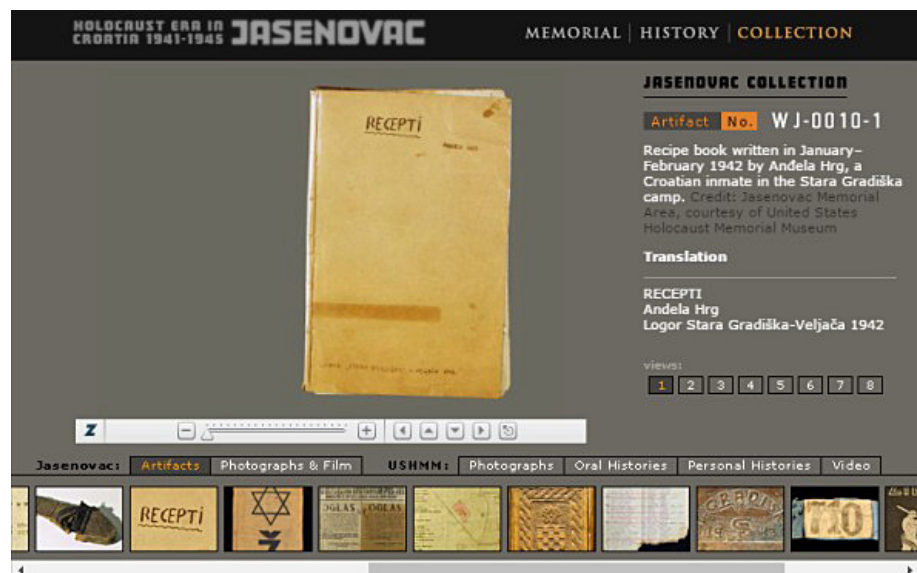 HOLOCAUST ERA IN
CROATIA 1941-1945 JASENOVAC
MEMORIAL | HISTORY | COLLECTION
RECEPTI
JASENOVAC COLLECTION
Artifact No. WJ-0010-1
Recipe book written in January–
February 1942 by Anđela Hrg, a
Croatian inmate in the Stara Gradiška
camp. Credit: Jasenovac Memorial
Area, courtesy of United States
Holocaust Memorial Museum
Translation
RECEPTI
Andela Hrg
Logor Stara Gradiška-Veljača 1942
views:
1 2 3 4 5 6 7 8
Z
Jasenovac: Artifacts Photographs & Film USHMM: Photographs Oral Histories Personal Histories Video
RECEPTI
Ž
OGLAS OGLAS
GRADIV